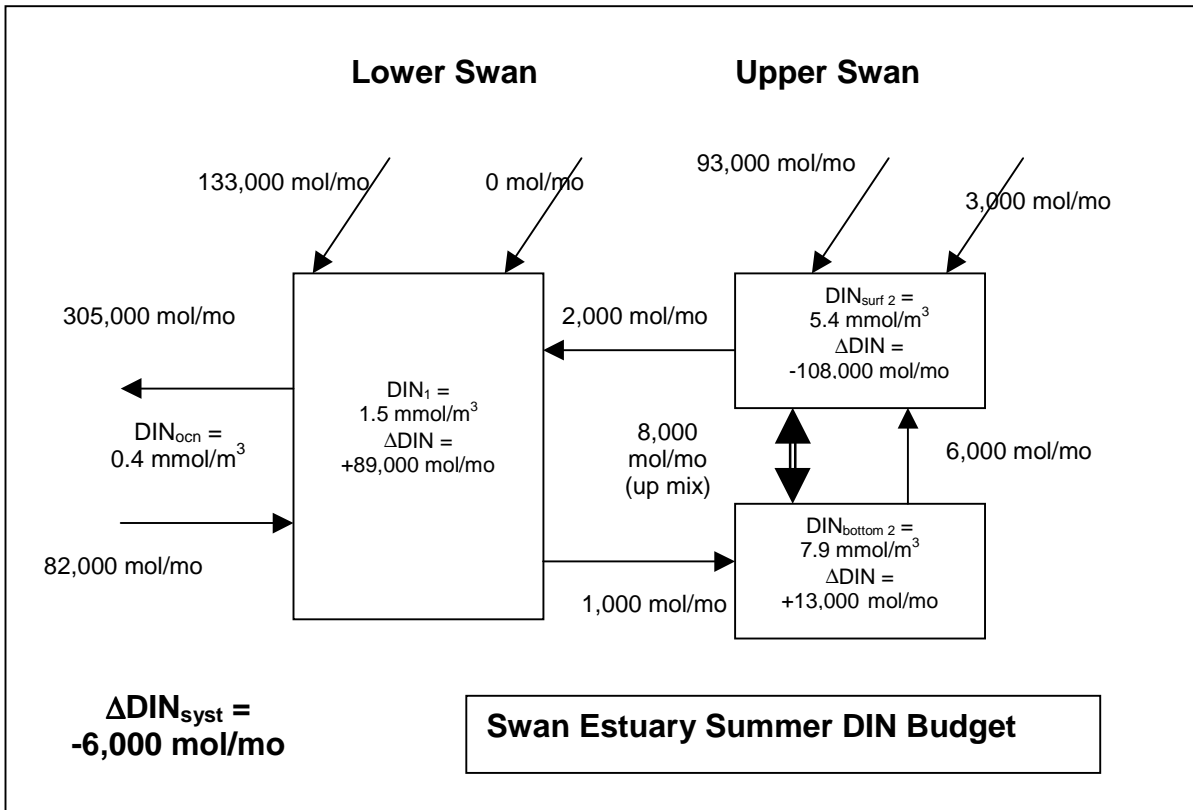 Lower Swan
Upper Swan
133,000 mol/mo
0 mol/mo
93,000 mol/mo
3,000 mol/mo
305,000 mol/mo
DINocn =
0.4 mmol/m3
82,000 mol/mo
DIN1 =
1.5 mmol/m3
ΔDIN =
+89,000 mol/mo
2,000 mol/mo
DINsurf 2 =
5.4 mmol/m3
ΔDIN =
-108,000 mol/mo
8,000
mol/mo
(up mix)
6,000 mol/mo
1,000 mol/mo
DINbottom 2 =
7.9 mmol/m3
ΔDIN =
+13,000 mol/mo
ΔDINsyst =
-6,000 mol/mo
Swan Estuary Summer DIN Budget